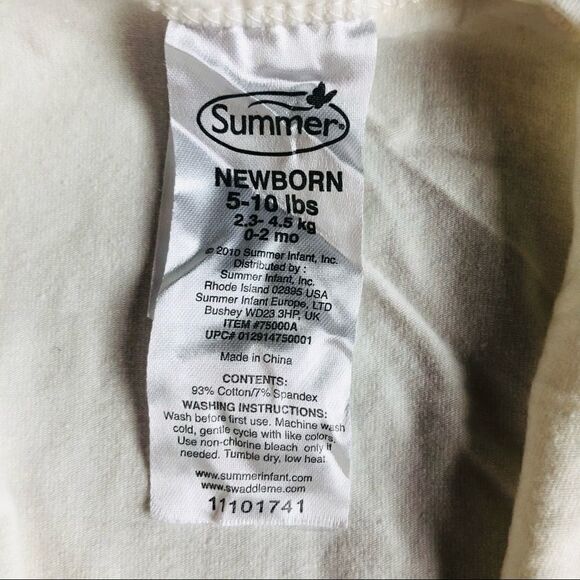 Summer®
NEWBORN
5-10 lbs
2.3- 4.5 kg
0-2 mo
© 2010 Summer Infant, Inc.
Distributed by :
Summer Infant, Inc.
Rhode Island 02895 USA
Summer Infant Europe, LTD
Bushey WD23 3HP, UK
ITEM #75000A
UPC# 012914750001
Made in China
CONTENTS:
93% Cotton/7% Spandex
WASHING INSTRUCTIONS:
Wash before first use. Machine wash
cold, gentle cycle with like colors.
Use non-chlorine bleach only if
needed. Tumble dry, low heat.
www.summerinfant.com
www.swaddleme.com
11101741